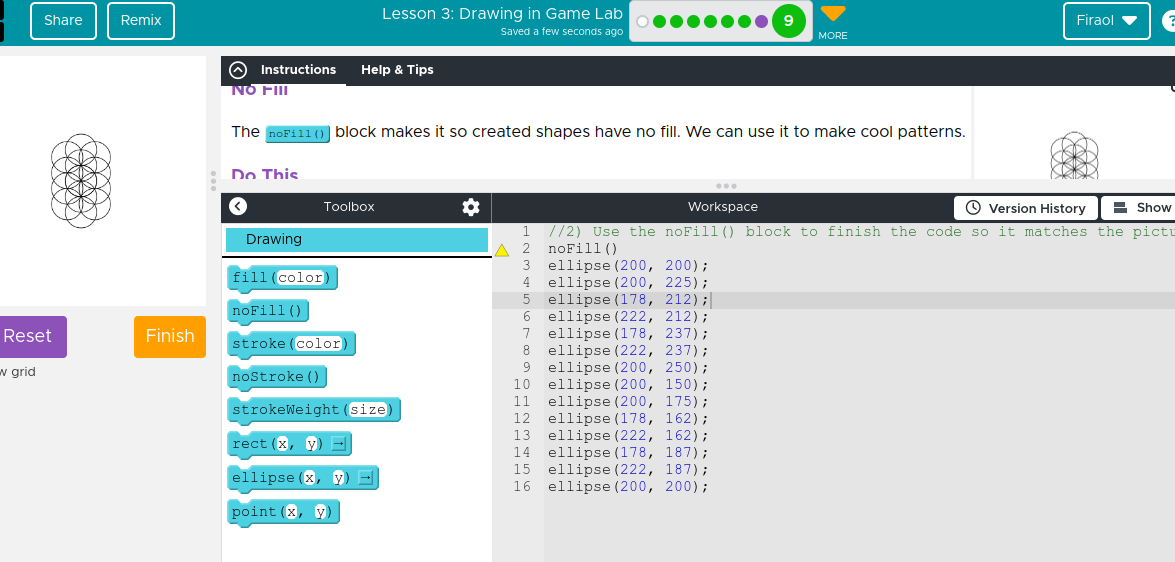 Share
Remix
Lesson 3: Drawing in Game Lab
Saved a few seconds ago
9
MORE
Firaol
?
Instructions
Help & Tips
No Fill
The noFill() block makes it so created shapes have no fill. We can use it to make cool patterns.
Do This
Toolbox
Workspace
Version History
Show
Drawing
fill(color)
noFill()
stroke(color)
noStroke()
strokeWeight(size)
rect(x, y) →
ellipse(x, y) →
point(x, y)
Reset
Finish
w grid
1 //2) Use the noFill() block to finish the code so it matches the pictu
2 noFill()
3 ellipse(200, 200);
4 ellipse(200, 225);
5 ellipse(178, 212);
6 ellipse(222, 212);
7 ellipse(178, 237);
8 ellipse(222, 237);
9 ellipse(200, 250);
10 ellipse(200, 150);
11 ellipse(200, 175);
12 ellipse(178, 162);
13 ellipse(222, 162);
14 ellipse(178, 187);
15 ellipse(222, 187);
16 ellipse(200, 200);